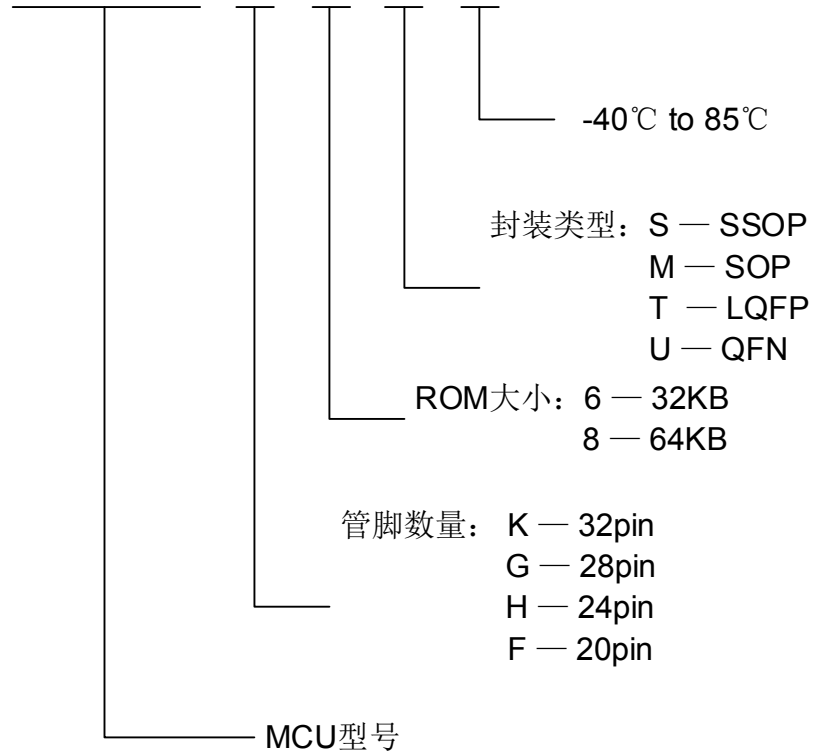 -40℃ to 85℃
封装类型：S — SSOP
M — SOP
T — LQFP
U — QFN
ROM大小：6 — 32KB
8 — 64KB
管脚数量： K — 32pin
G — 28pin
H — 24pin
F — 20pin
MCU型号